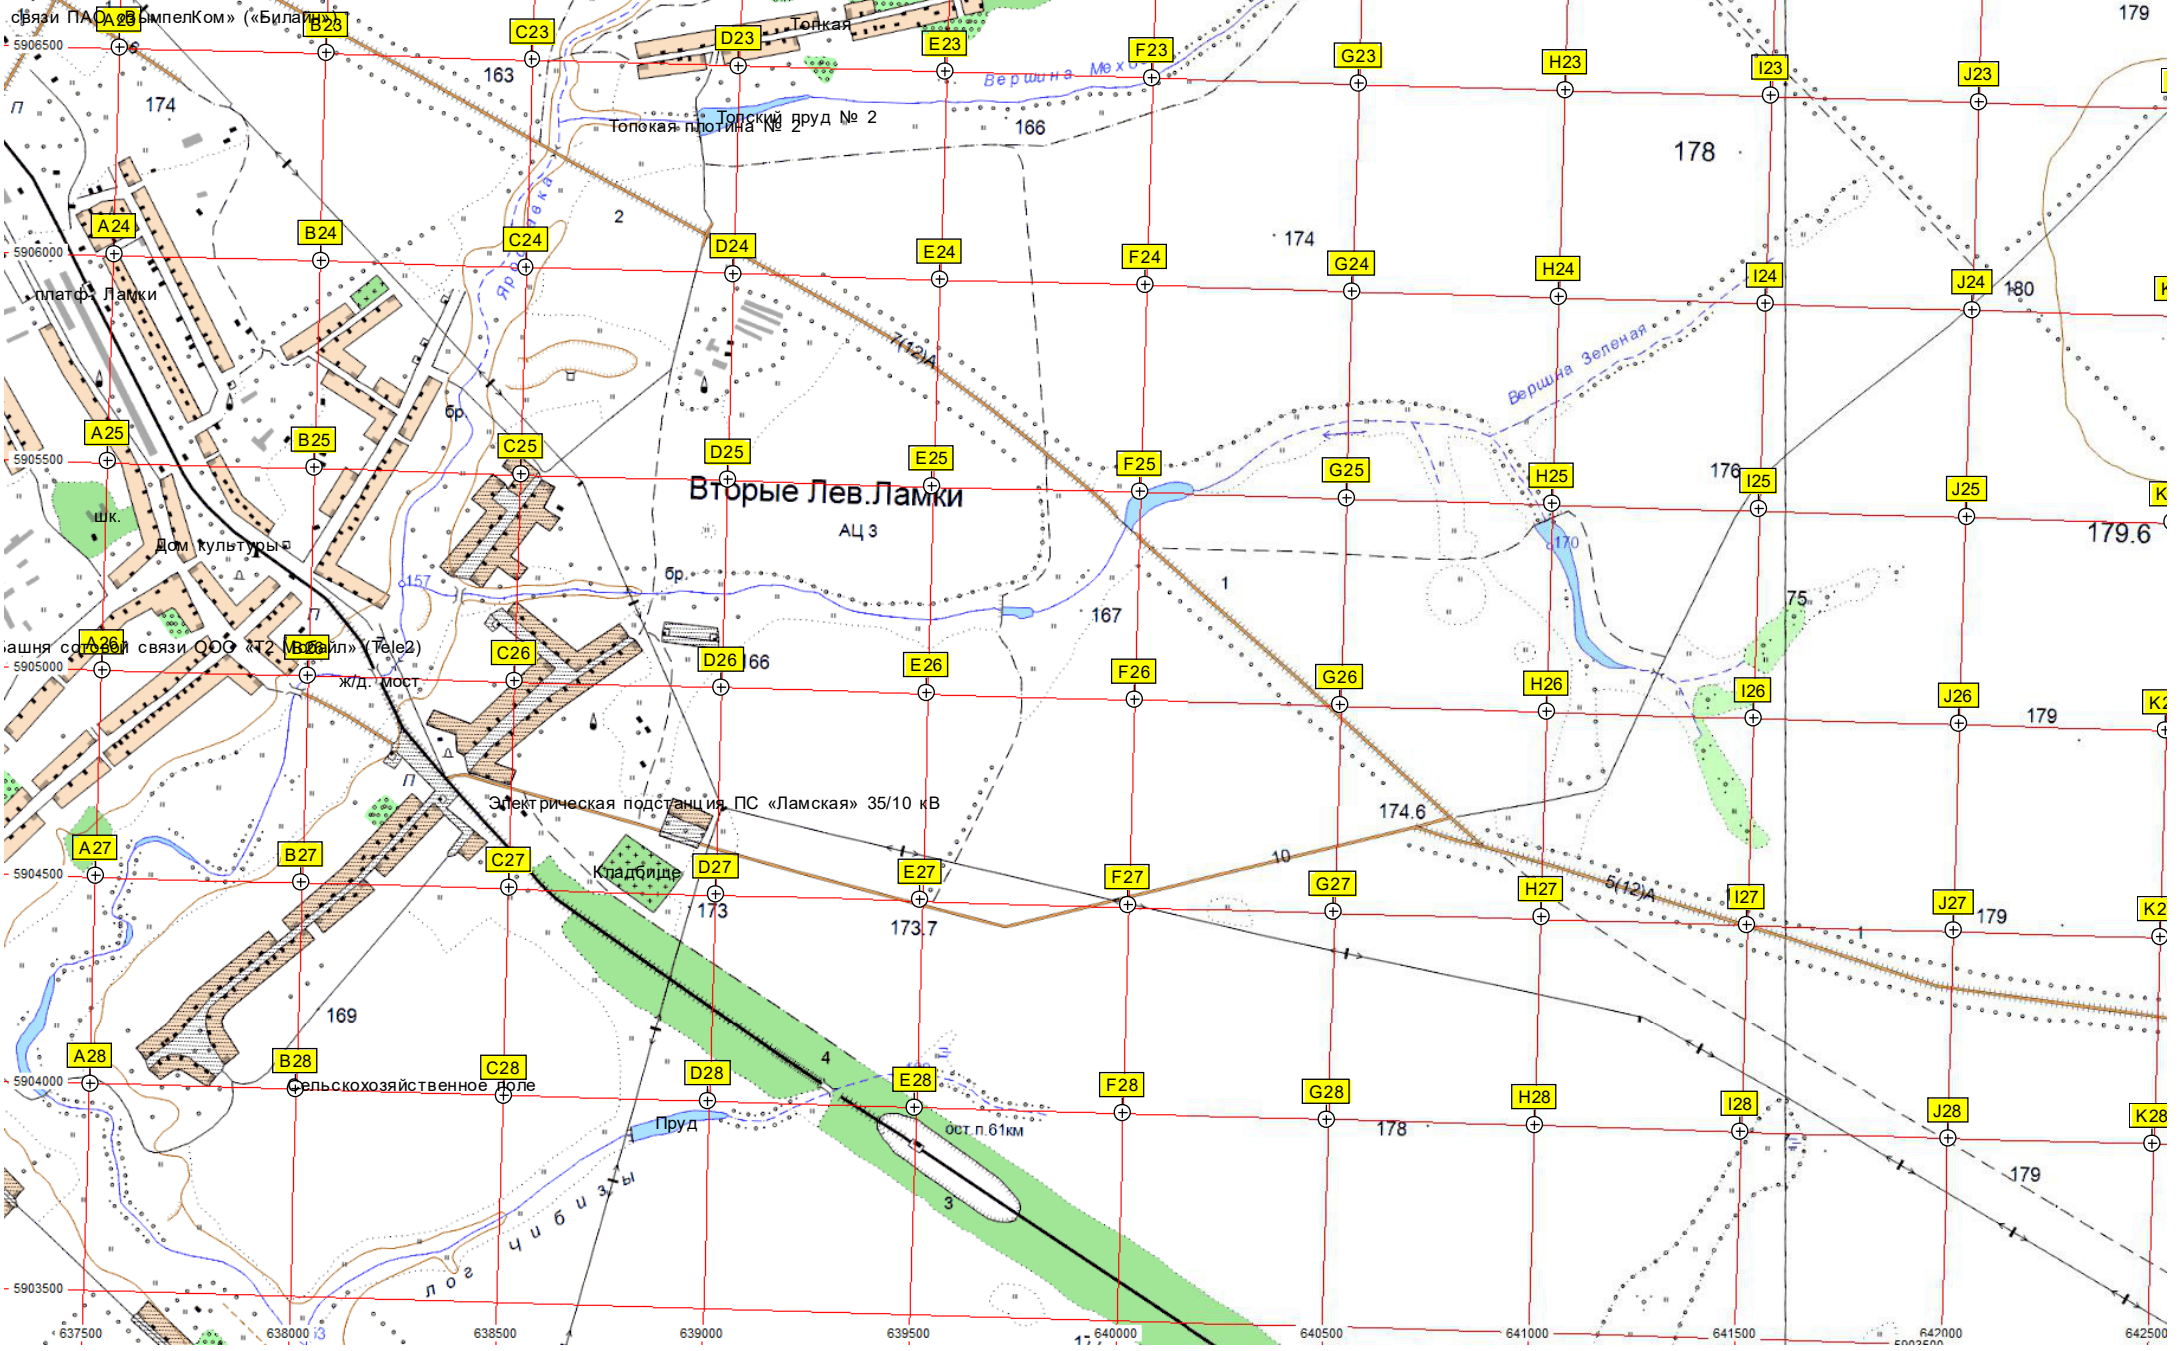 связи ПАО «ВымпелКом» («Билайн»)
A23
B23
C23
D23
Топкая
E23
F23
G23
H23
I23
J23
179
5906500
6
163
174
П
Вершина
Топский пруд № 2
Топокая плотина № 2
166
178
2
A24
B24
C24
D24
E24
F24
G24
H24
I24
J24
174
180
5906000
платф. Ламки
7(12)А
Вершина Зеленая
бр.
A25
B25
C25
D25
E25
F25
G25
H25
I25
J25
176
5905500
Вторые Лев.Ламки
АЦ 3
шк.
Дом культуры
170
179.6
157
бр.
1
167
75
П
A26
B26
башня сотовой связи ООО «Т2 Мобайл» (Tele2)
C26
D26
E26
F26
G26
H26
I26
J26
5905000
ж/д. мост
66
179
П
Электрическая подстанция ПС «Ламская» 35/10 кВ
174.6
A27
B27
C27
D27
E27
F27
G27
H27
I27
J27
10
5(12)А
5904500
Кладбище
173
173.7
179
1
169
A28
B28
C28
D28
E28
F28
G28
H28
I28
J28
K28
4
5904000
Сельскохозяйственное поле
Пруд
ост.п.61км
178
179
3
лог Чибизы
5903500
637500
638000
638500
639000
639500
640000
640500
641000
641500
642000
642500